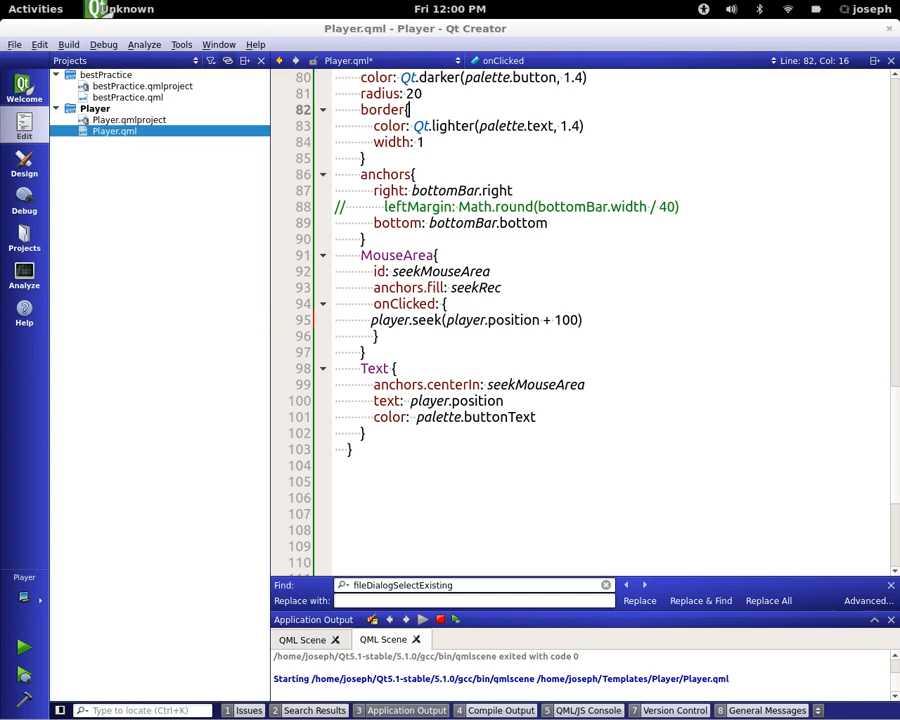 Activities Unknown Fri 12:00 PM joseph
Player.qml - Player - Qt Creator
File Edit Build Debug Analyze Tools Window Help
Projects Player.qml* onClicked Line: 82, Col: 16
Welcome
Edit
Design
Debug
Projects
Analyze
Help
bestPractice
bestPractice.qmlproject
bestPractice.qml
Player
Player.qmlproject
Player.qml
80 color: Qt.darker(palette.button, 1.4)
81 radius: 20
82 border{
83 color: Qt.lighter(palette.text, 1.4)
84 width: 1
85 }
86 anchors{
87 right: bottomBar.right
88 // leftMargin: Math.round(bottomBar.width / 40)
89 bottom: bottomBar.bottom
90 }
91 MouseArea{
92 id: seekMouseArea
93 anchors.fill: seekRec
94 onClicked: {
95 player.seek(player.position + 100)
96 }
97 }
98 Text {
99 anchors.centerIn: seekMouseArea
100 text: player.position
101 color: palette.buttonText
102 }
103 }
104
105
106
107
108
109
110
Player
Find: fileDialogSelectExisting
Replace with: Replace Replace & Find Replace All Advanced...
Application Output
QML Scene QML Scene
/home/joseph/Qt5.1-stable/5.1.0/gcc/bin/qmlscene exited with code 0
Starting /home/joseph/Qt5.1-stable/5.1.0/gcc/bin/qmlscene /home/joseph/Templates/Player/Player.qml
Type to locate (Ctrl+K) 1 Issues 2 Search Results 3 Application Output 4 Compile Output 5 QML/JS Console 7 Version Control 8 General Messages